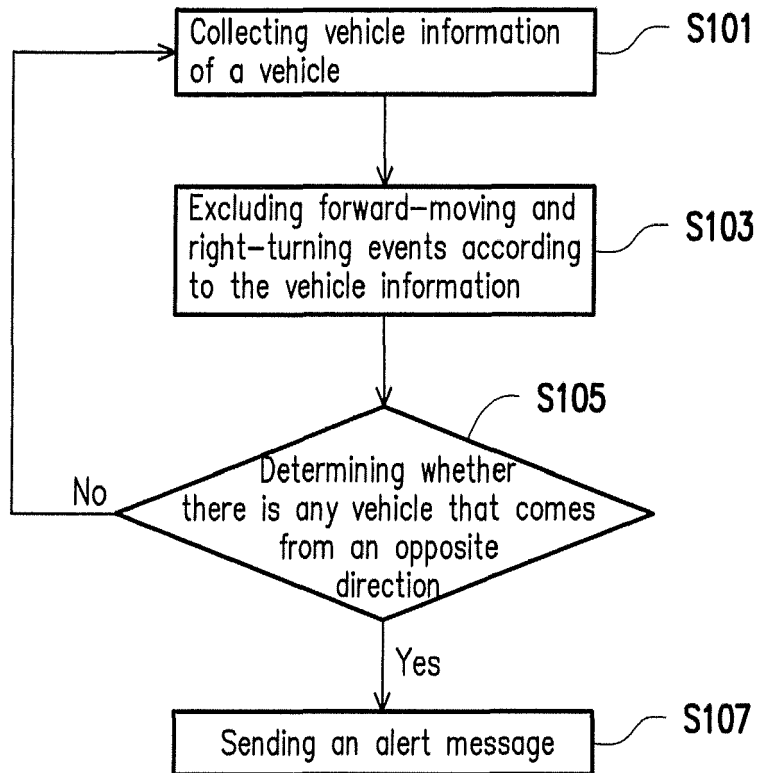 Collecting vehicle information
of a vehicle
S101
Excluding forward-moving and
right-turning events according
to the vehicle information
S103
S105
Determining whether
there is any vehicle that comes
from an opposite
direction
No
Yes
Sending an alert message
S107